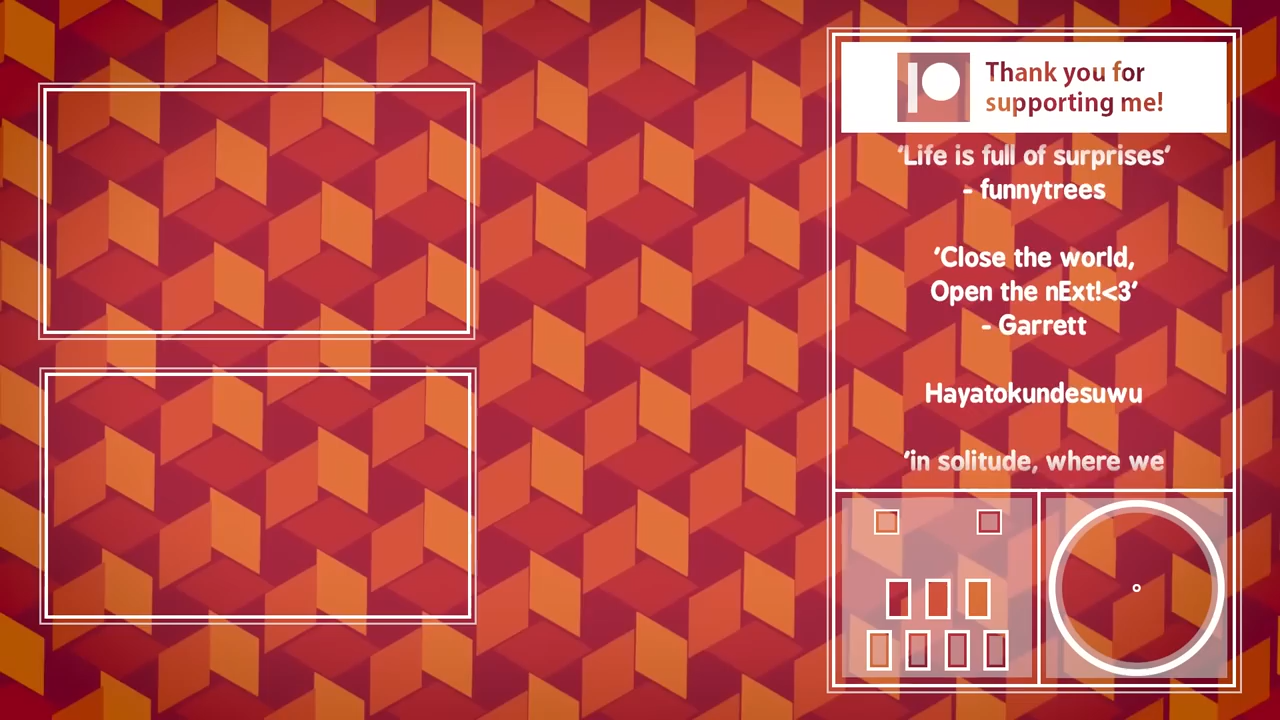 Thank you for
supporting me!
‘Life is full of surprises‘
- funnytrees
‘Close the world,
Open the nExt!<3‘
- Garrett
Hayatokundesuwu
‘in solitude, where we